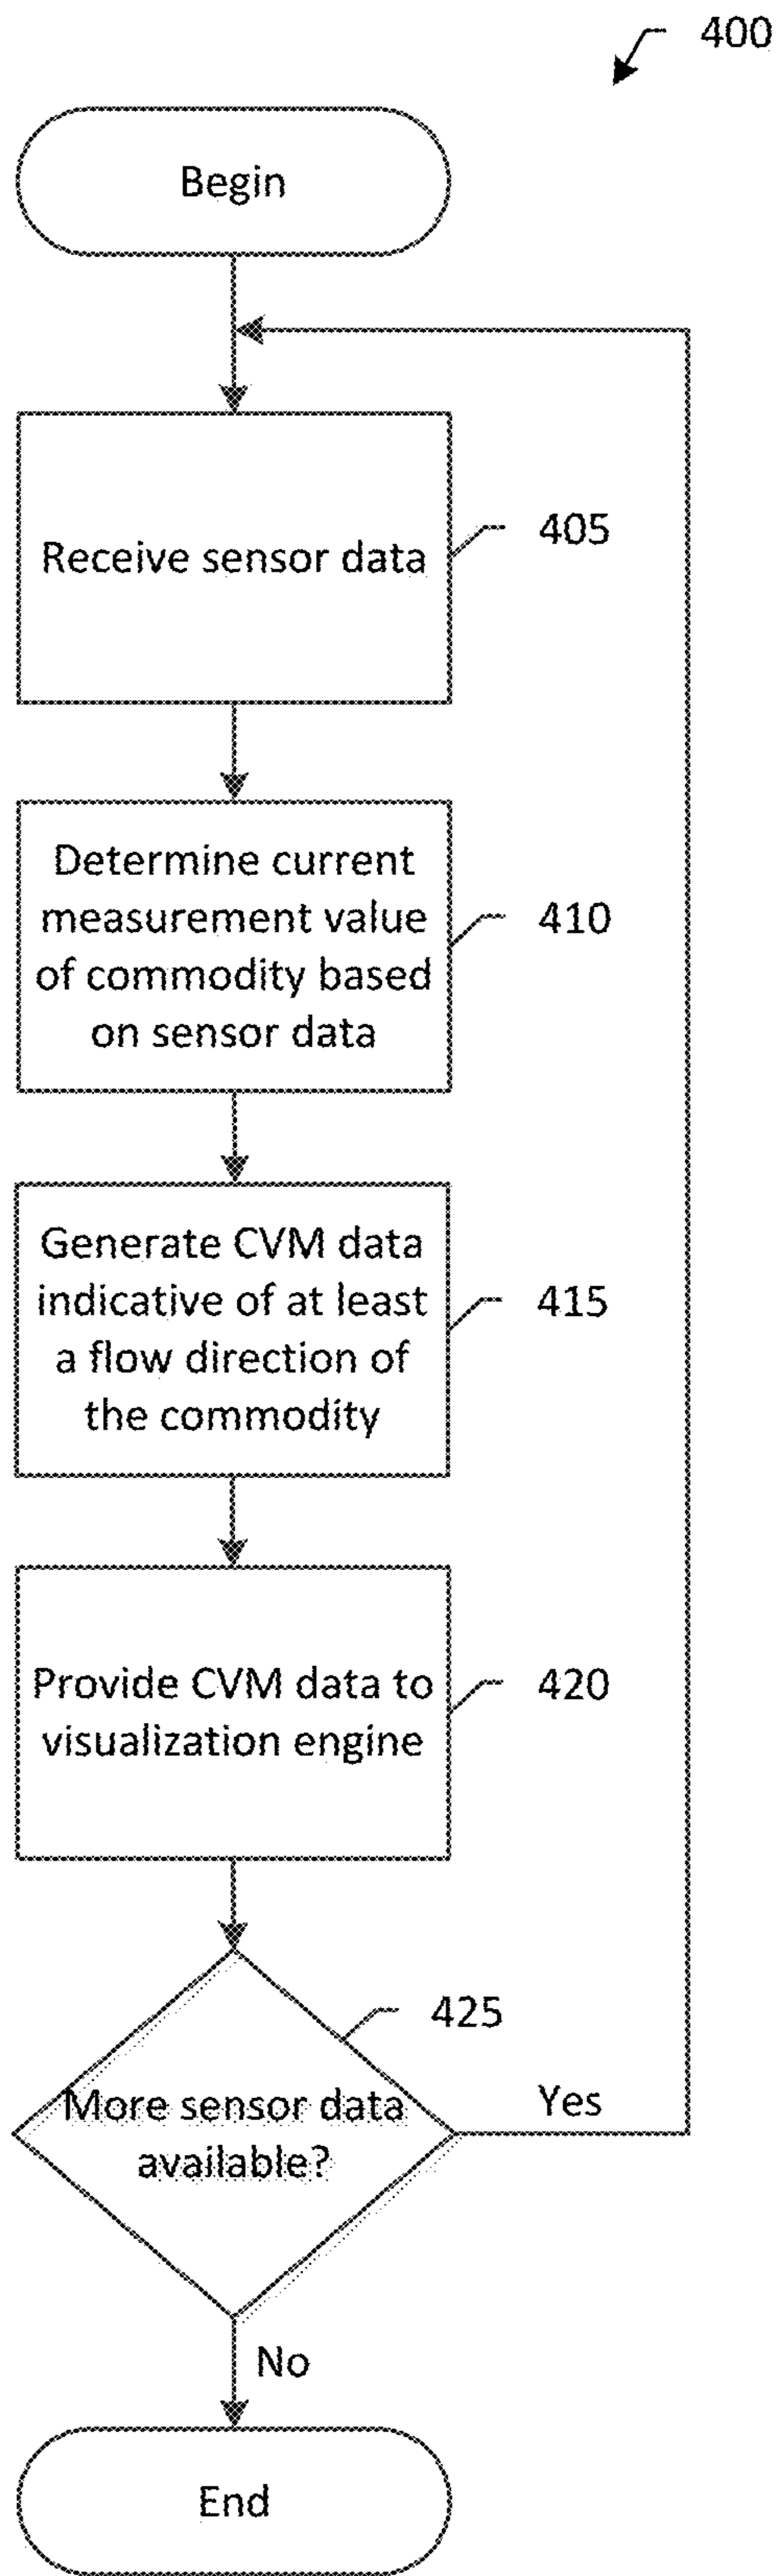 400
Begin
Receive sensor data
405
Determine current
measurement value
of commodity based
on sensor data
410
Generate CVM data
indicative of at least
a flow direction of
the commodity
415
Provide CVM data to
visualization engine
420
425
More sensor data
available?
Yes
No
End